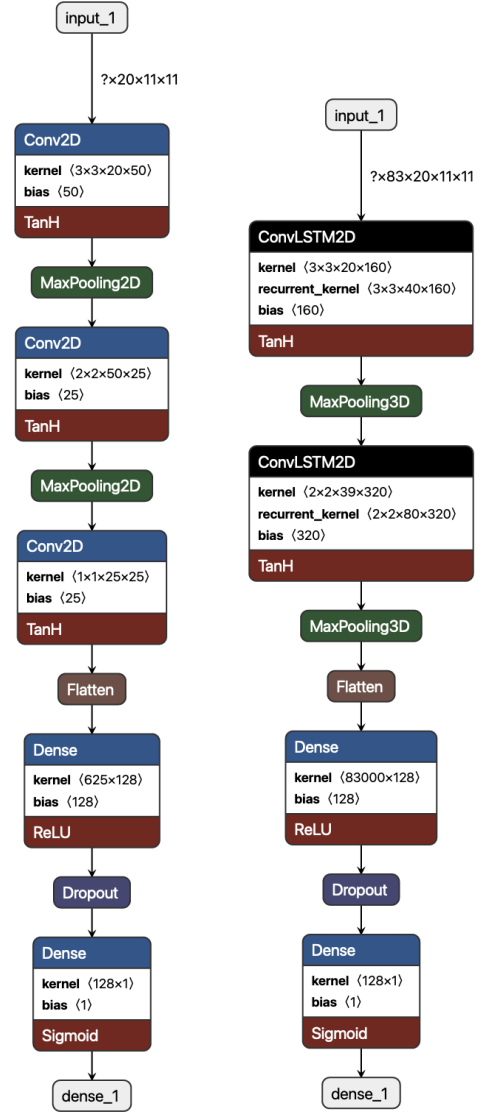 input_1
?×20×11×11
Conv2D
kernel ⟨3×3×20×50⟩
bias ⟨50⟩
TanH
MaxPooling2D
Conv2D
kernel ⟨2×2×50×25⟩
bias ⟨25⟩
TanH
MaxPooling2D
Conv2D
kernel ⟨1×1×25×25⟩
bias ⟨25⟩
TanH
Flatten
Dense
kernel ⟨625×128⟩
bias ⟨128⟩
ReLU
Dropout
Dense
kernel ⟨128×1⟩
bias ⟨1⟩
Sigmoid
dense_1
input_1
?×83×20×11×11
ConvLSTM2D
kernel ⟨3×3×20×160⟩
recurrent_kernel ⟨3×3×40×160⟩
bias ⟨160⟩
TanH
MaxPooling3D
ConvLSTM2D
kernel ⟨2×2×39×320⟩
recurrent_kernel ⟨2×2×80×320⟩
bias ⟨320⟩
TanH
MaxPooling3D
Flatten
Dense
kernel ⟨83000×128⟩
bias ⟨128⟩
ReLU
Dropout
Dense
kernel ⟨128×1⟩
bias ⟨1⟩
Sigmoid
dense_1